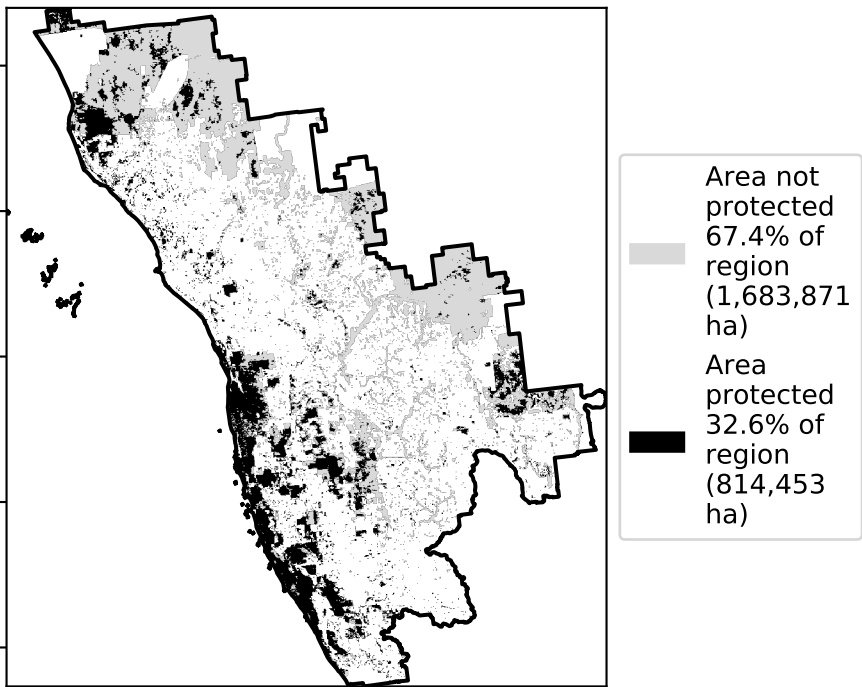 Area not
protected
67.4% of
region
(1,683,871
ha)
Area
protected
32.6% of
region
(814,453
ha)